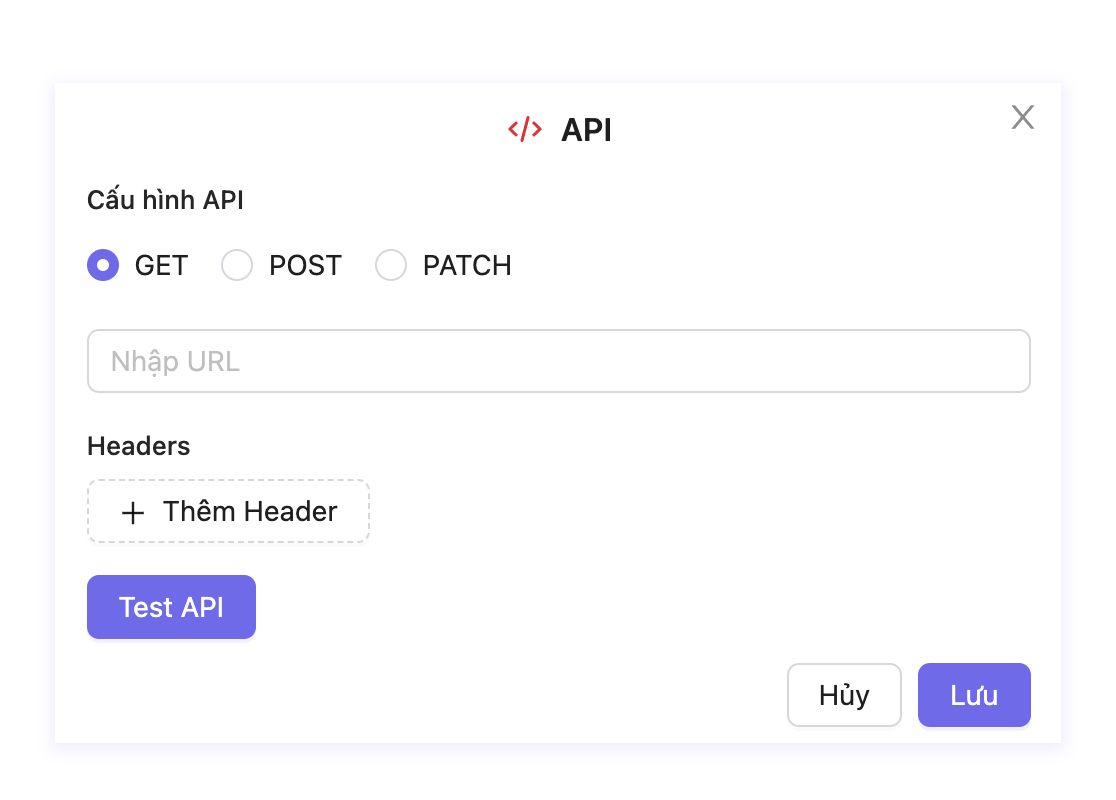 </> API
Cấu hình API
GET POST PATCH
Nhập URL
Headers
+ Thêm Header
Test API
Hủy Lưu